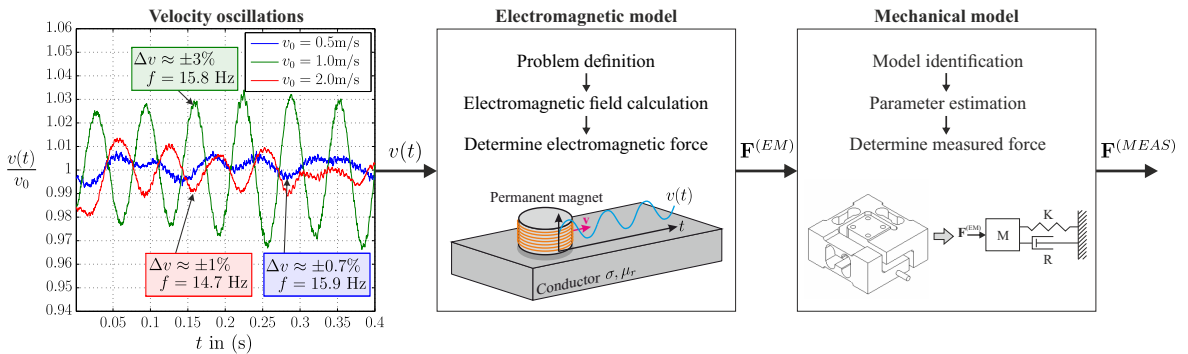 Velocity oscillations
1.06
1.05
1.04
1.03
1.02
1.01
1
0.99
0.98
0.97
0.96
0.95
0.94
v(t)
v₀
0.05
0.1
0.15
0.2
0.25
0.3
0.35
0.4
t in (s)
v₀ = 0.5m/s
v₀ = 1.0m/s
v₀ = 2.0m/s
Δv ≈ ±3%
f = 15.8 Hz
Δv ≈ ±1%
f = 14.7 Hz
Δv ≈ ±0.7%
f = 15.9 Hz
v(t)
Electromagnetic model
Problem definition
Electromagnetic field calculation
Determine electromagnetic force
Permanent magnet
v(t)
v
t
Conductor σ, μᵣ
F^(EM)
Mechanical model
Model identification
Parameter estimation
Determine measured force
F^(EM)
M
K
R
F^(MEAS)